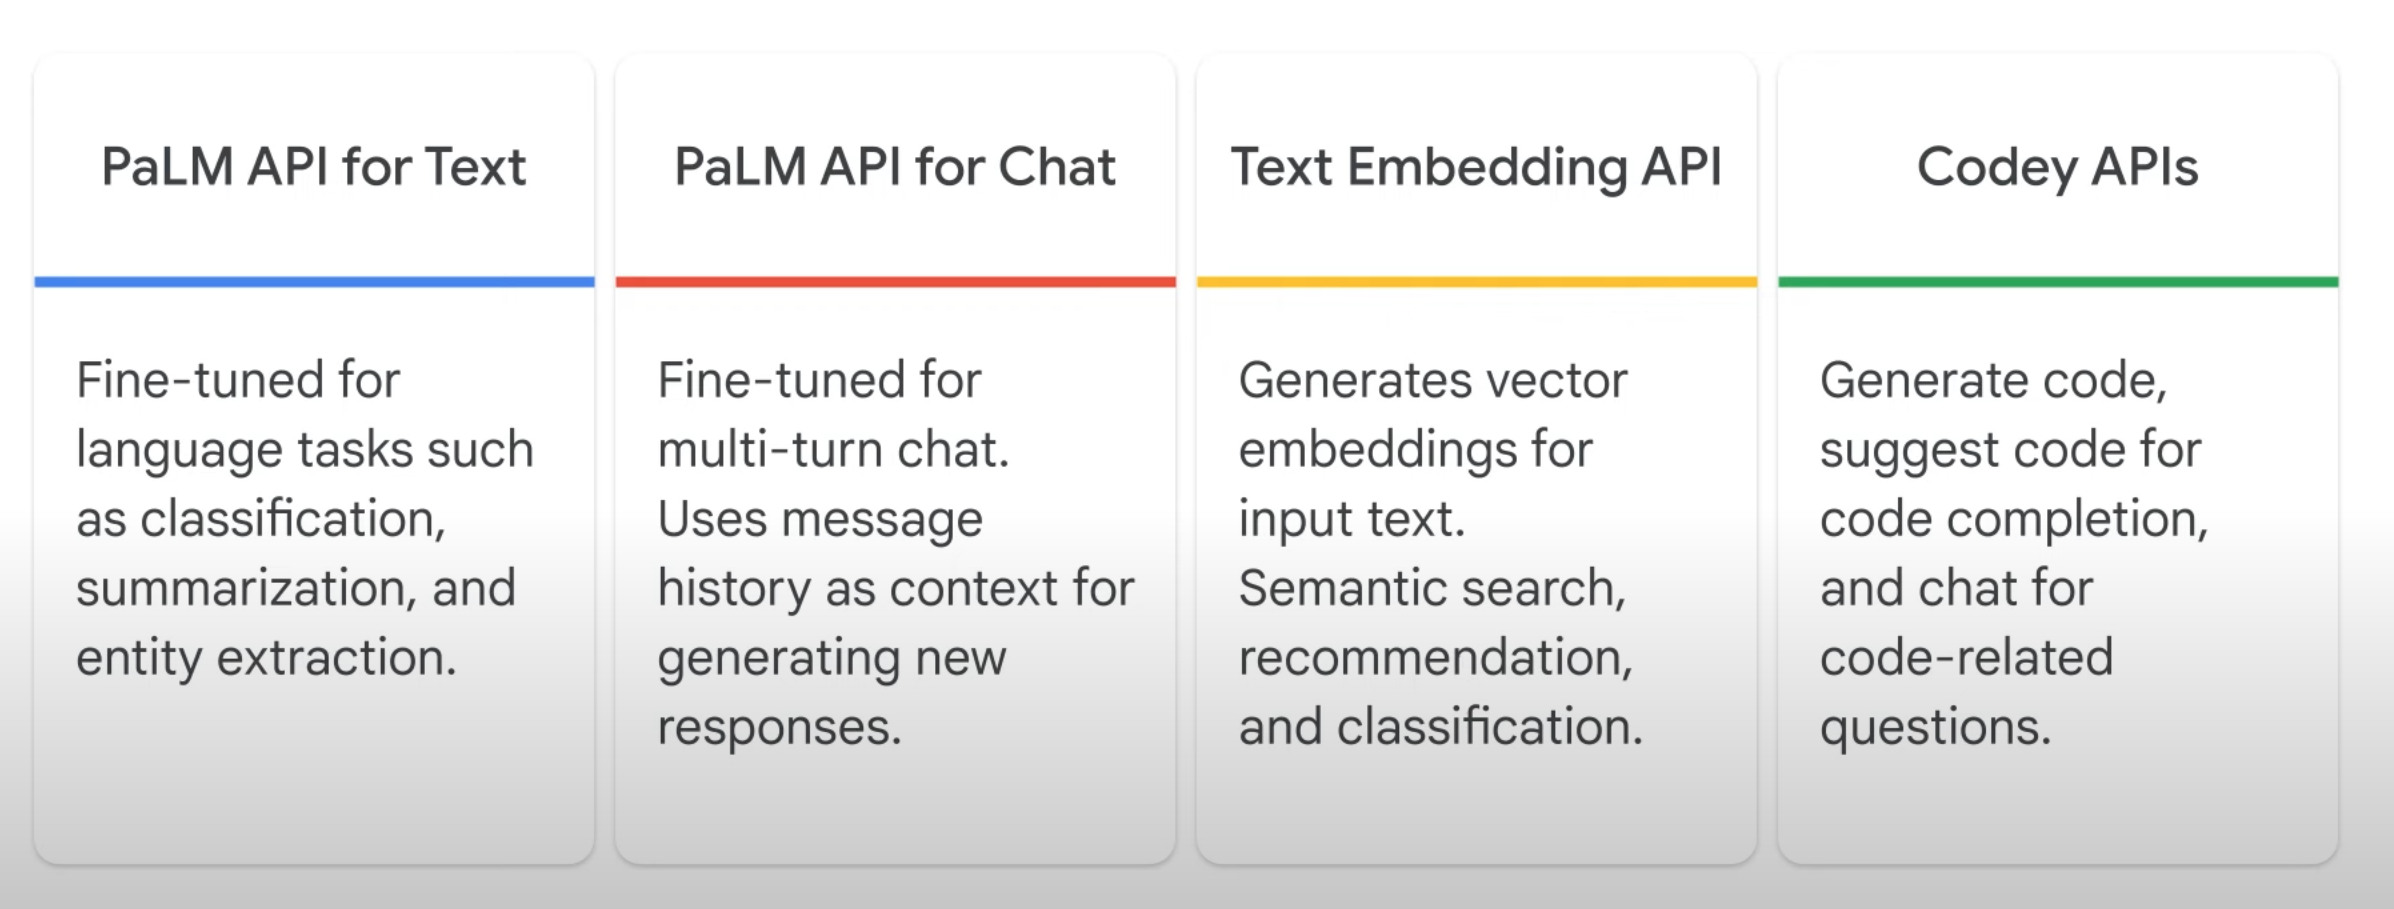 PaLM API for Text
Fine-tuned for
language tasks such
as classification,
summarization, and
entity extraction.
PaLM API for Chat
Fine-tuned for
multi-turn chat.
Uses message
history as context for
generating new
responses.
Text Embedding API
Generates vector
embeddings for
input text.
Semantic search,
recommendation,
and classification.
Codey APIs
Generate code,
suggest code for
code completion,
and chat for
code-related
questions.